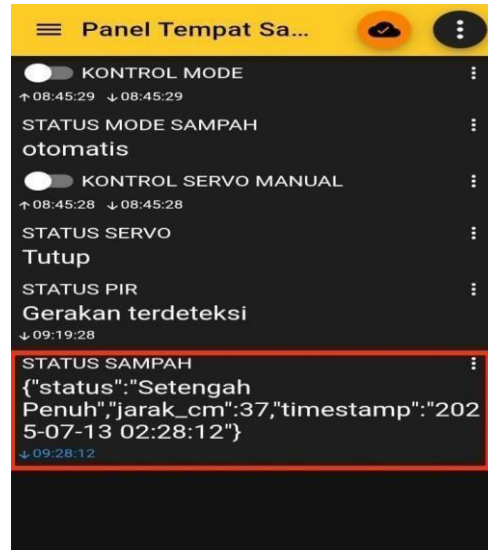 Panel Tempat Sa...
KONTROL MODE
↑08:45:29 ↓08:45:29
STATUS MODE SAMPAH
otomatis
KONTROL SERVO MANUAL
↑08:45:28 ↓08:45:28
STATUS SERVO
Tutup
STATUS PIR
Gerakan terdeteksi
↓09:19:28
STATUS SAMPAH
{"status":"Setengah
Penuh","jarak_cm":37,"timestamp":"202
5-07-13 02:28:12"}
↓09:28:12